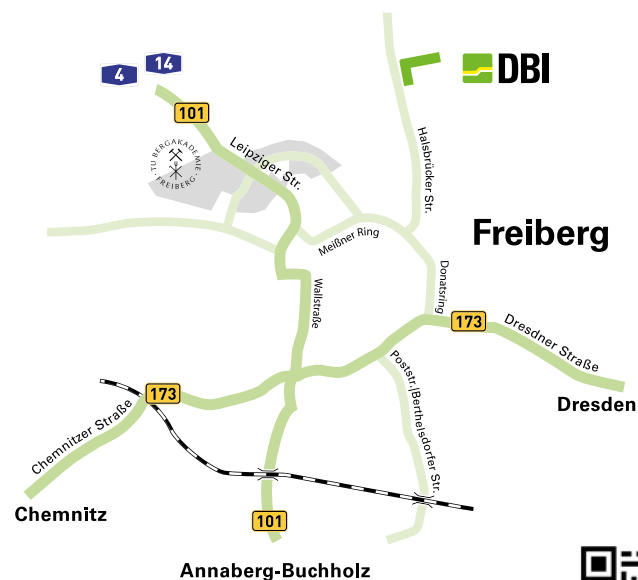 14
4
DBI
101
TU BERGAKADEMIE
FREIBERG
Leipziger Str.
Halsbrücker Str.
Meißner Ring
Freiberg
Donatsring
Wallstraße
173
Dresdner Straße
Poststr./Berthelsdorfer Str.
173
Dresden
Chemnitzer Straße
Chemnitz
101
Annaberg-Buchholz